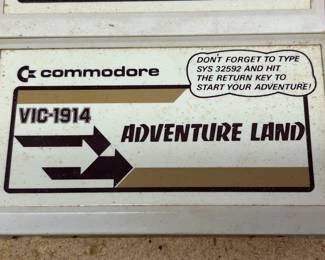 commodore
DON'T FORGET TO TYPE
SYS 32592 AND HIT
THE RETURN KEY TO
START YOUR ADVENTURE!
VIC-1914
ADVENTURE LAND